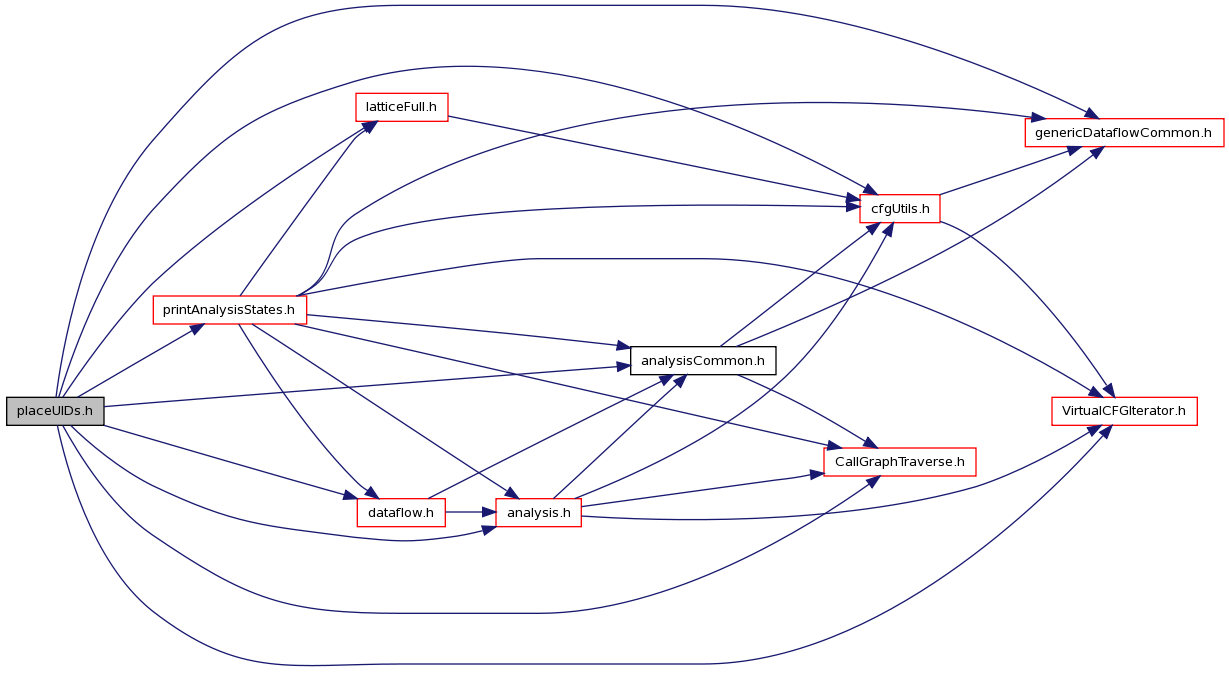 latticeFull.h
genericDataflowCommon.h
cfgUtils.h
printAnalysisStates.h
analysisCommon.h
placeUIDs.h
VirtualCFGIterator.h
CallGraphTraverse.h
dataflow.h
analysis.h